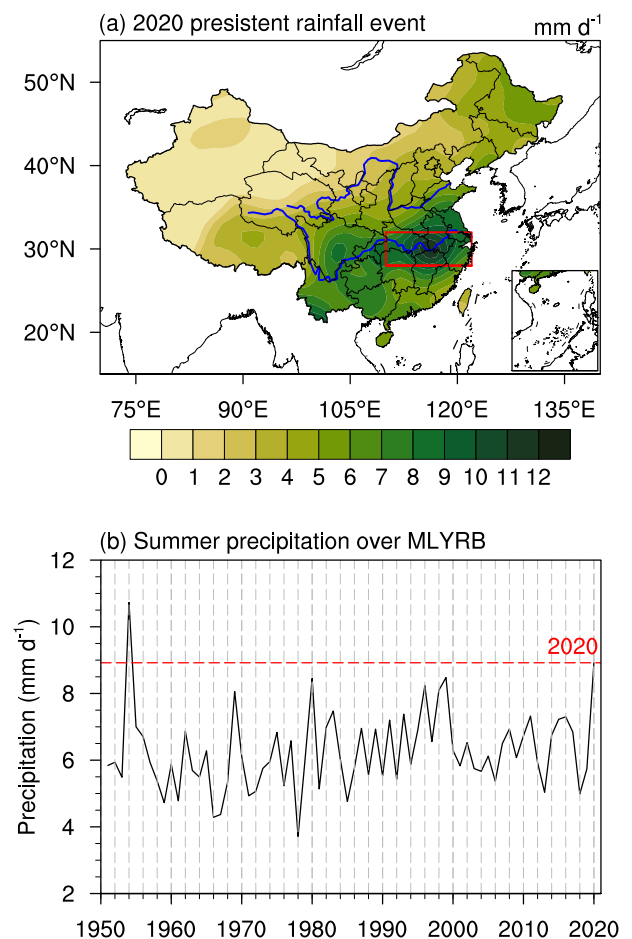 (a) 2020 presistent rainfall event
mm d-1
50°N
40°N
30°N
20°N
75°E 90°E 105°E 120°E 135°E
0 1 2 3 4 5 6 7 8 9 10 11 12
(b) Summer precipitation over MLYRB
12
10
8
6
4
2
Precipitation (mm d-1)
2020
1950 1960 1970 1980 1990 2000 2010 2020